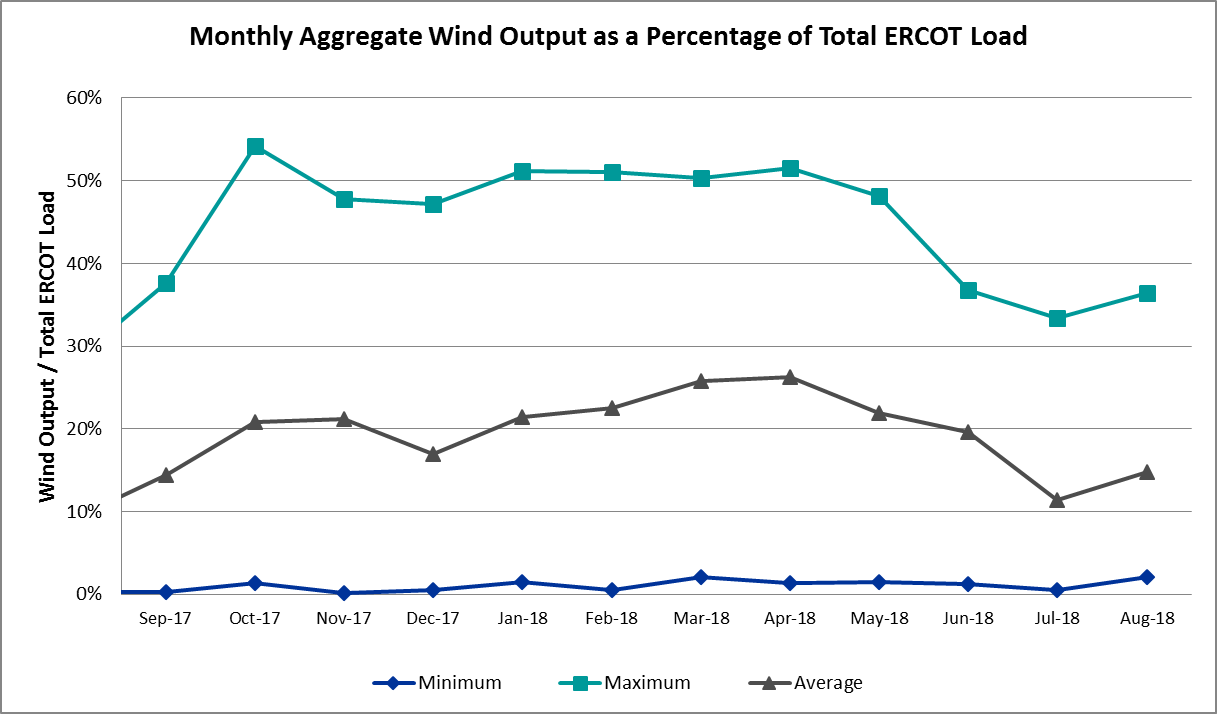 Monthly Aggregate Wind Output as a Percentage of Total ERCOT Load
Wind Output / Total ERCOT Load
60%
50%
40%
30%
20%
10%
0%
Sep-17 Oct-17 Nov-17 Dec-17 Jan-18 Feb-18 Mar-18 Apr-18 May-18 Jun-18 Jul-18 Aug-18
Minimum Maximum Average